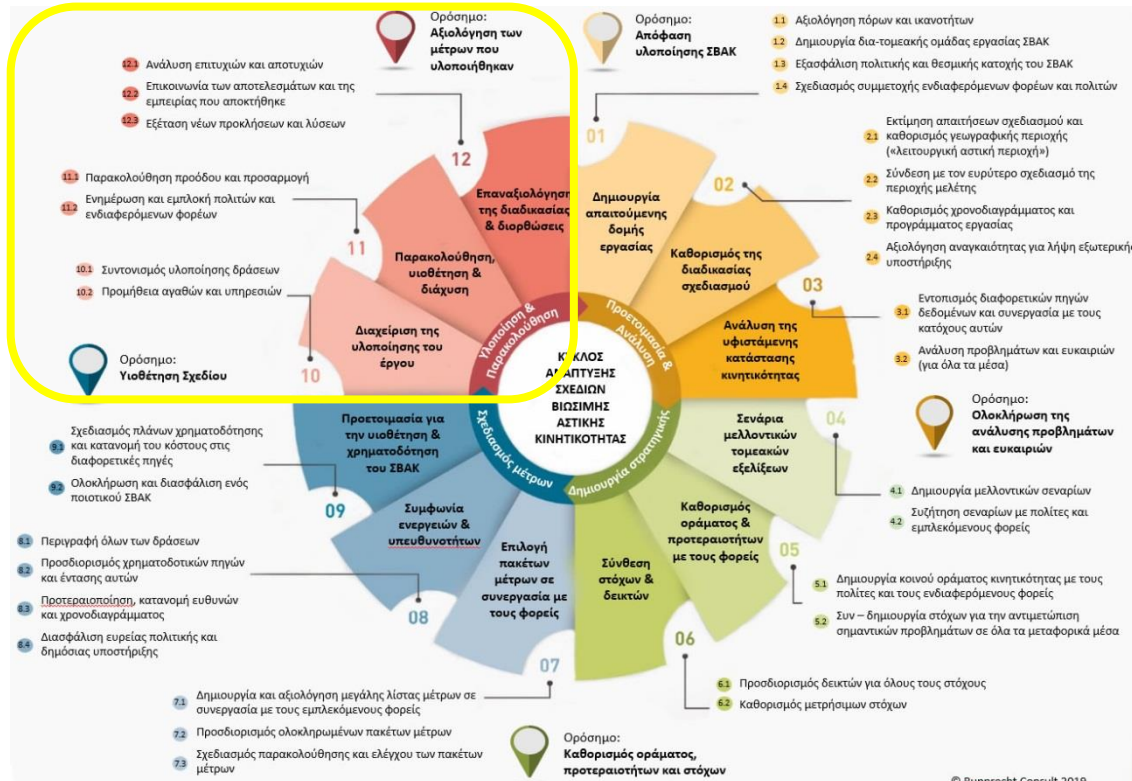 Ορόσημο:
Αξιολόγηση των
μέτρων που
υλοποιήθηκαν
12.1 Ανάλυση επιτυχιών και αποτυχιών
12.2 Επικοινωνία των αποτελεσμάτων και της
εμπειρίας που αποκτήθηκε
12.3 Εξέταση νέων προκλήσεων και λύσεων
11.1 Παρακολούθηση προόδου και προσαρμογή
11.2 Ενημέρωση και εμπλοκή πολιτών και
ενδιαφερόμενων φορέων
10.1 Συντονισμός υλοποίησης δράσεων
10.2 Προμήθεια αγαθών και υπηρεσιών
Ορόσημο:
Υιοθέτηση Σχεδίου
Ορόσημο:
Απόφαση
υλοποίησης ΣΒΑΚ
1.1 Αξιολόγηση πόρων και ικανοτήτων
1.2 Δημιουργία δια-τομεακής ομάδας εργασίας ΣΒΑΚ
1.3 Εξασφάλιση πολιτικής και θεσμικής κατοχής του ΣΒΑΚ
1.4 Σχεδιασμός συμμετοχής ενδιαφερόμενων φορέων και πολιτών
2.1 Εκτίμηση απαιτήσεων σχεδιασμού και
καθορισμός γεωγραφικής περιοχής
(«λειτουργική αστική περιοχή»)
2.2 Σύνδεση με τον ευρύτερο σχεδιασμό της
περιοχής μελέτης
2.3 Καθορισμός χρονοδιαγράμματος και
προγράμματος εργασίας
2.4 Αξιολόγηση αναγκαιότητας για λήψη εξωτερικής
υποστήριξης
3.1 Εντοπισμός διαφορετικών πηγών
δεδομένων και συνεργασία με τους
κατόχους αυτών
3.2 Ανάλυση προβλημάτων και ευκαιριών
(για όλα τα μέσα)
Ορόσημο:
Ολοκλήρωση της
ανάλυσης προβλημάτων
και ευκαιριών
4.1 Δημιουργία μελλοντικών σεναρίων
4.2 Συζήτηση σεναρίων με πολίτες και
εμπλεκόμενους φορείς
5.1 Δημιουργία κοινού οράματος κινητικότητας με τους
πολίτες και τους ενδιαφερόμενους φορείς
5.2 Συν – δημιουργία στόχων για την αντιμετώπιση
σημαντικών προβλημάτων σε όλα τα μεταφορικά μέσα
6.1 Προσδιορισμός δεικτών για όλους τους στόχους
6.2 Καθορισμός μετρήσιμων στόχων
Ορόσημο:
Καθορισμός οράματος,
προτεραιοτήτων και στόχων
7.1 Δημιουργία και αξιολόγηση μεγάλης λίστας μέτρων σε
συνεργασία με τους εμπλεκόμενους φορείς
7.2 Προσδιορισμός ολοκληρωμένων πακέτων μέτρων
7.3 Σχεδιασμός παρακολούθησης και ελέγχου των πακέτων
μέτρων
8.1 Περιγραφή όλων των δράσεων
8.2 Προσδιορισμός χρηματοδοτικών πηγών
και έντασης αυτών
8.3 Προτεραιοποίηση, κατανομή ευθυνών
και χρονοδιαγράμματος
8.4 Διασφάλιση ευρείας πολιτικής και
δημόσιας υποστήριξης
9.1 Σχεδιασμός πλάνων χρηματοδότησης
και κατανομή του κόστους στις
διαφορετικές πηγές
9.2 Ολοκλήρωση και διασφάλιση ενός
ποιοτικού ΣΒΑΚ
01
Δημιουργία
απαιτούμενης
δομής
εργασίας
02
Καθορισμός της
διαδικασίας
σχεδιασμού
03
Ανάλυση της
υφιστάμενης
κατάστασης
κινητικότητας
04
Σενάρια
μελλοντικών
τομεακών
εξελίξεων
05
Καθορισμός
οράματος &
προτεραιοτήτων
με τους φορείς
06
Σύνθεση
στόχων &
δεικτών
07
Επιλογή
πακέτων
μέτρων σε
συνεργασία με
τους φορείς
08
Συμφωνία
ενεργειών &
υπευθυνοτήτων
09
Προετοιμασία για
την υιοθέτηση &
χρηματοδότηση
του ΣΒΑΚ
10
Διαχείριση της
υλοποίησης του
έργου
11
Παρακολούθηση,
υιοθέτηση &
διάχυση
12
Επαναξιολόγηση
της διαδικασίας
& διορθώσεις
Προετοιμασία &
Ανάλυση
Δημιουργία στρατηγικής
Σχεδιασμός μέτρων
Υλοποίηση &
Παρακολούθηση
ΚΥΚΛΟΣ
ΑΝΑΠΤΥΞΗΣ
ΣΧΕΔΙΩΝ
ΒΙΩΣΙΜΗΣ
ΑΣΤΙΚΗΣ
ΚΙΝΗΤΙΚΟΤΗΤΑΣ
© Rupprecht Consult 2019